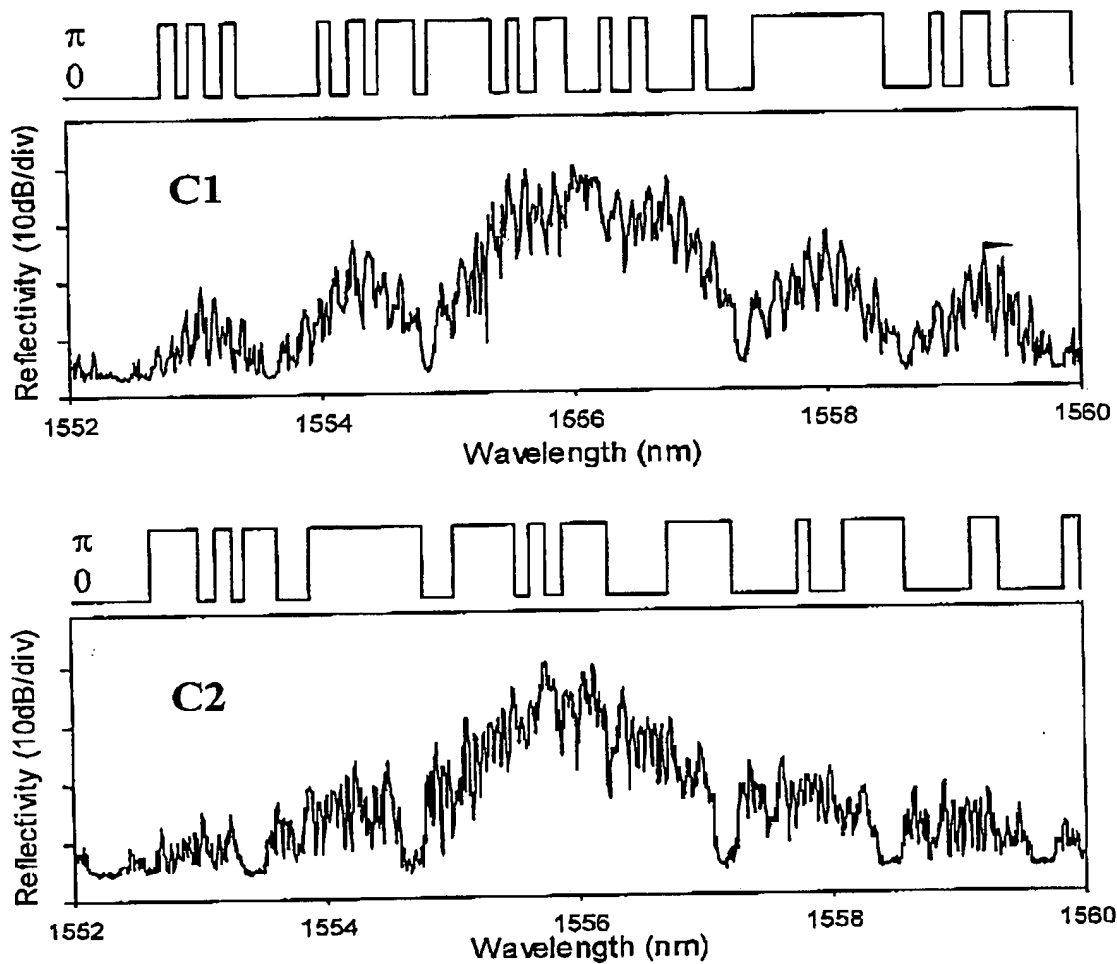 π
0
Reflectivity (10dB/div)
C1
1552 1554 1556 1558 1560
Wavelength (nm)
π
0
Reflectivity (10dB/div)
C2
1552 1554 1556 1558 1560
Wavelength (nm)